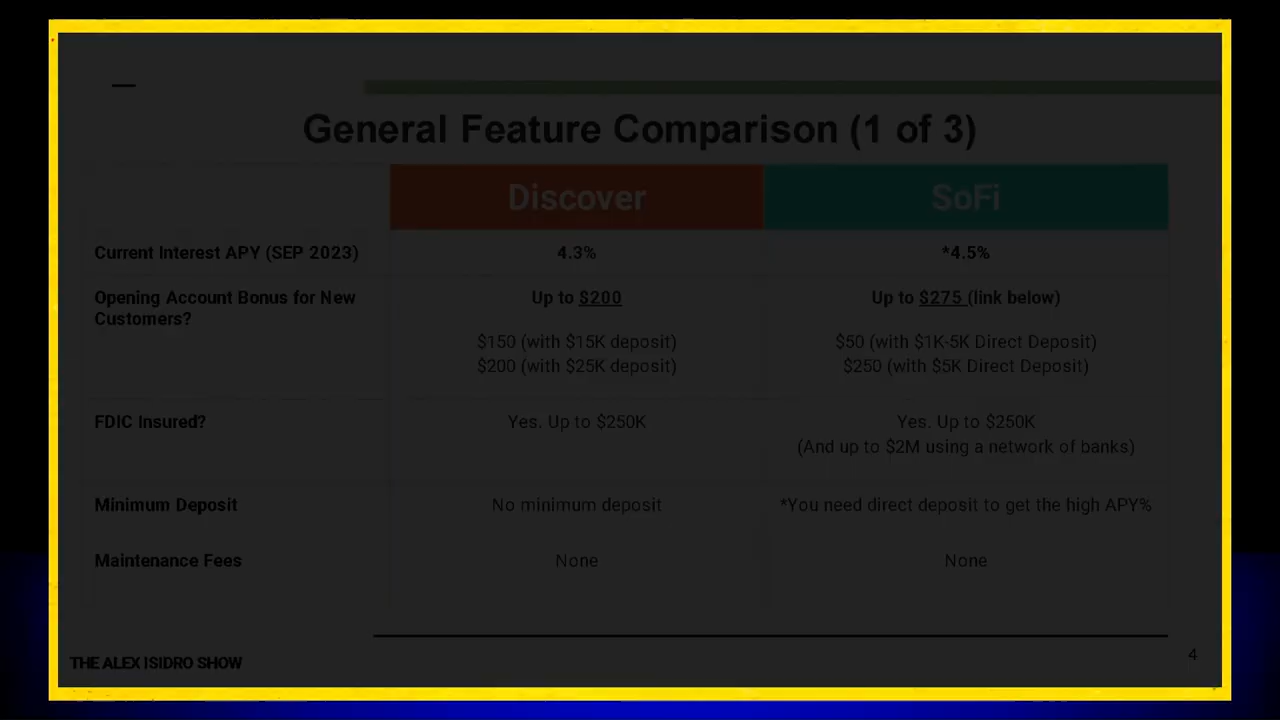 General Feature Comparison (1 of 3)
Discover
SoFi
Current Interest APY (SEP 2023)
4.3%
*4.5%
Opening Account Bonus for New
Customers?
Up to $200
$150 (with $15K deposit)
$200 (with $25K deposit)
Up to $275 (link below)
$50 (with $1K-5K Direct Deposit)
$250 (with $5K Direct Deposit)
FDIC Insured?
Yes. Up to $250K
Yes. Up to $250K
(And up to $2M using a network of banks)
Minimum Deposit
No minimum deposit
*You need direct deposit to get the high APY%
Maintenance Fees
None
None
THE ALEX ISIDRO SHOW
4